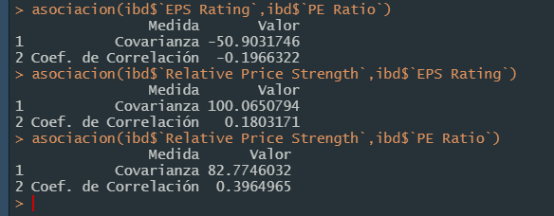 > asociacion(ibd$`EPS Rating`,ibd$`PE Ratio`)
Medida Valor
1 Covarianza -50.9031746
2 Coef. de Correlación -0.1966322
> asociacion(ibd$`Relative Price Strength`,ibd$`EPS Rating`)
Medida Valor
1 Covarianza 100.0650794
2 Coef. de Correlación 0.1803171
> asociacion(ibd$`Relative Price Strength`,ibd$`PE Ratio`)
Medida Valor
1 Covarianza 82.7746032
2 Coef. de Correlación 0.3964965
>